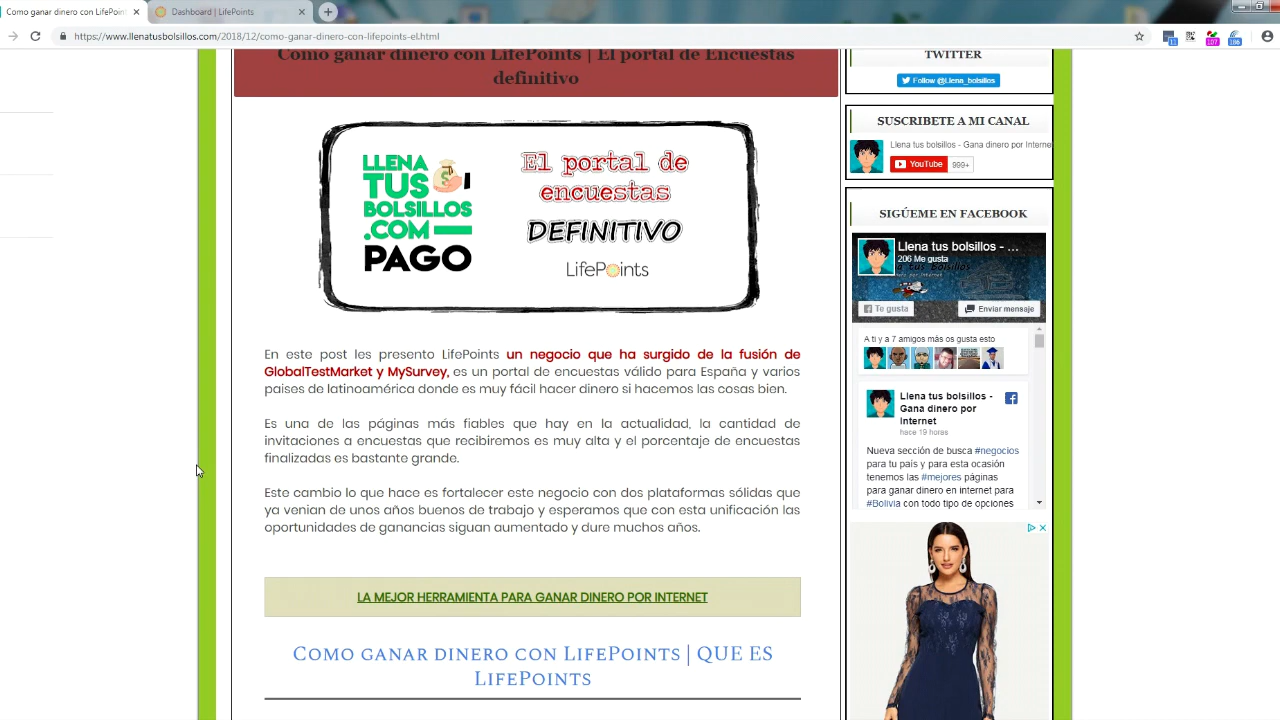 Como ganar dinero con LifePoin
Dashboard | LifePoints
https://www.llenatusbolsillos.com/2018/12/como-ganar-dinero-con-lifepoints-el.html
11
107
186
Como ganar dinero con LifePoints | El portal de Encuestas
definitivo
LLENA
TUS
BOLSILLOS
.COM
PAGO
El portal de
encuestas
DEFINITIVO
LifePoints
En este post les presento LifePoints un negocio que ha surgido de la fusión de
GlobalTestMarket y MySurvey, es un portal de encuestas válido para España y varios
paises de latinoamérica donde es muy fácil hacer dinero si hacemos las cosas bien.
Es una de las páginas más fiables que hay en la actualidad, la cantidad de
invitaciones a encuestas que recibiremos es muy alta y el porcentaje de encuestas
finalizadas es bastante grande.
Este cambio lo que hace es fortalecer este negocio con dos plataformas sólidas que
ya venian de unos años buenos de trabajo y esperamos que con esta unificación las
oportunidades de ganancias siguan aumentado y dure muchos años.
LA MEJOR HERRAMIENTA PARA GANAR DINERO POR INTERNET
Como ganar dinero con LifePoints | QUE ES
LifePoints
TWITTER
Follow @Llena_bolsillos
SUSCRIBETE A MI CANAL
Llena tus bolsillos - Gana dinero por Interne
YouTube 999+
SIGÚEME EN FACEBOOK
Llena tus bolsillos - ...
206 Me gusta
Te gusta
Enviar mensaje
A ti y a 7 amigos más os gusta esto
Llena tus bolsillos -
Gana dinero por
Internet
hace 19 horas
Nueva sección de busca #negocios
para tu país y para esta ocasión
tenemos las #mejores páginas
para ganar dinero en internet para
#Bolivia con todo tipo de opciones